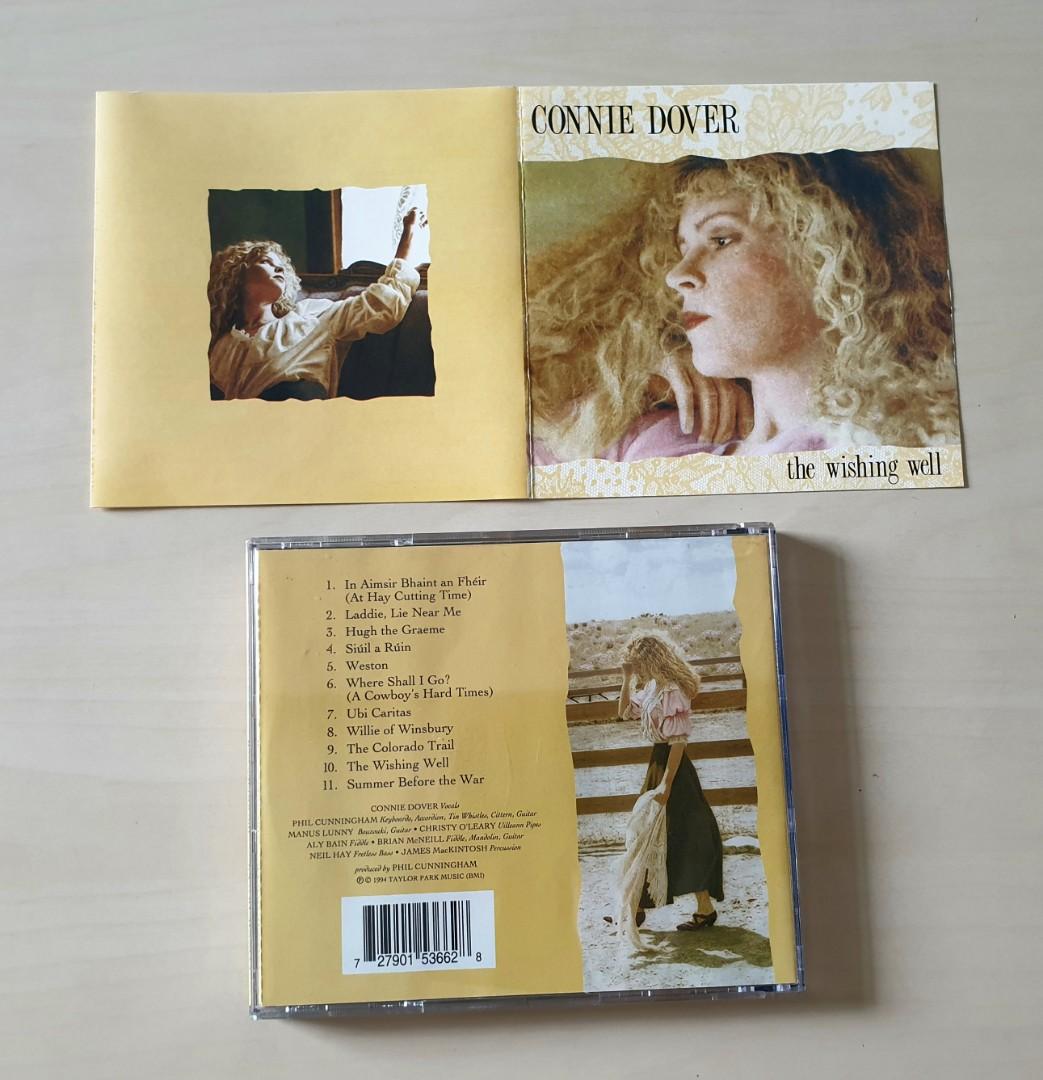 CONNIE DOVER
the wishing well
1. In Aimsir Bhaint an Fhéir
(At Hay Cutting Time)
2. Laddie, Lie Near Me
3. Hugh the Graeme
4. Siúil a Rúin
5. Weston
6. Where Shall I Go?
(A Cowboy's Hard Times)
7. Ubi Caritas
8. Willie of Winsbury
9. The Colorado Trail
10. The Wishing Well
11. Summer Before the War
CONNIE DOVER Vocals
PHIL CUNNINGHAM Keyboards, Accordion, Tin Whistles, Cittern, Guitar
MANUS LUNNY Bouzouki, Guitar • CHRISTY O'LEARY Uilleann Pipes
ALY BAIN Fiddle • BRIAN McNEILL Fiddle, Mandolin, Guitar
NEIL HAY Fretless Bass • JAMES MacKINTOSH Percussion
produced by PHIL CUNNINGHAM
℗ © 1994 TAYLOR PARK MUSIC (BMI)
7 27901 53662 8